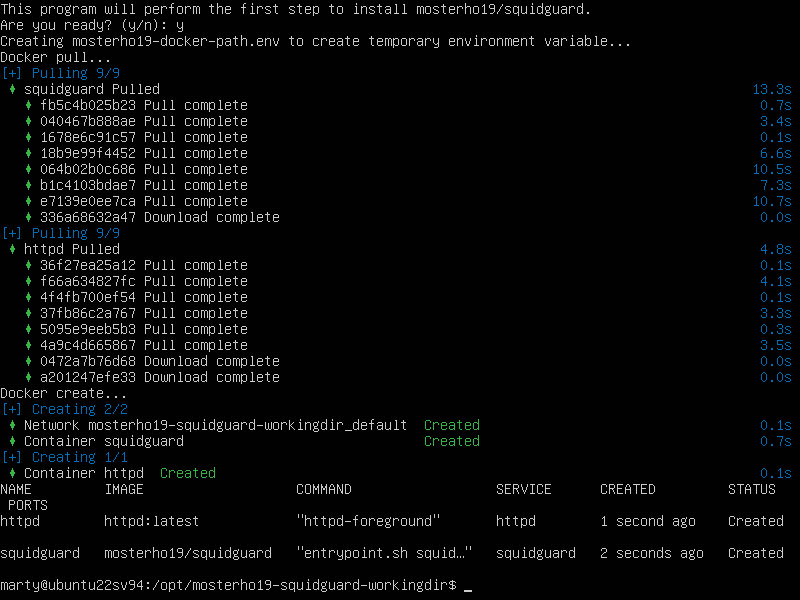 This program will perform the first step to install mosterho19/squidguard.
Are you ready? (y/n): y
Creating mosterho19-docker-path.env to create temporary environment variable...
Docker pull...
[+] Pulling 9/9
squidguard Pulled 13.3s
fb5c4b025b23 Pull complete 0.7s
040467b888ae Pull complete 3.4s
1678e6c91c57 Pull complete 0.1s
18b9e99f4452 Pull complete 6.6s
064b02b0c686 Pull complete 10.5s
b1c4103bdae7 Pull complete 7.3s
e7139e0ee7ca Pull complete 10.7s
336a68632a47 Download complete 0.0s
[+] Pulling 9/9
httpd Pulled 4.8s
36f27ea25a12 Pull complete 0.1s
f66a634827fc Pull complete 4.1s
4f4fb700ef54 Pull complete 0.1s
37fb86c2a767 Pull complete 3.3s
5095e9eeb5b3 Pull complete 0.3s
4a9c4d665867 Pull complete 3.5s
0472a7b76d68 Download complete 0.0s
a201247efe33 Download complete 0.0s
Docker create...
[+] Creating 2/2
Network mosterho19-squidguard-workingdir_default Created 0.1s
Container squidguard Created 0.7s
[+] Creating 1/1
Container httpd Created 0.1s
NAME IMAGE COMMAND SERVICE CREATED STATUS
PORTS
httpd httpd:latest "httpd-foreground" httpd 1 second ago Created
squidguard mosterho19/squidguard "entrypoint.sh squid…" squidguard 2 seconds ago Created
marty@ubuntu22sv94:/opt/mosterho19-squidguard-workingdir$ _